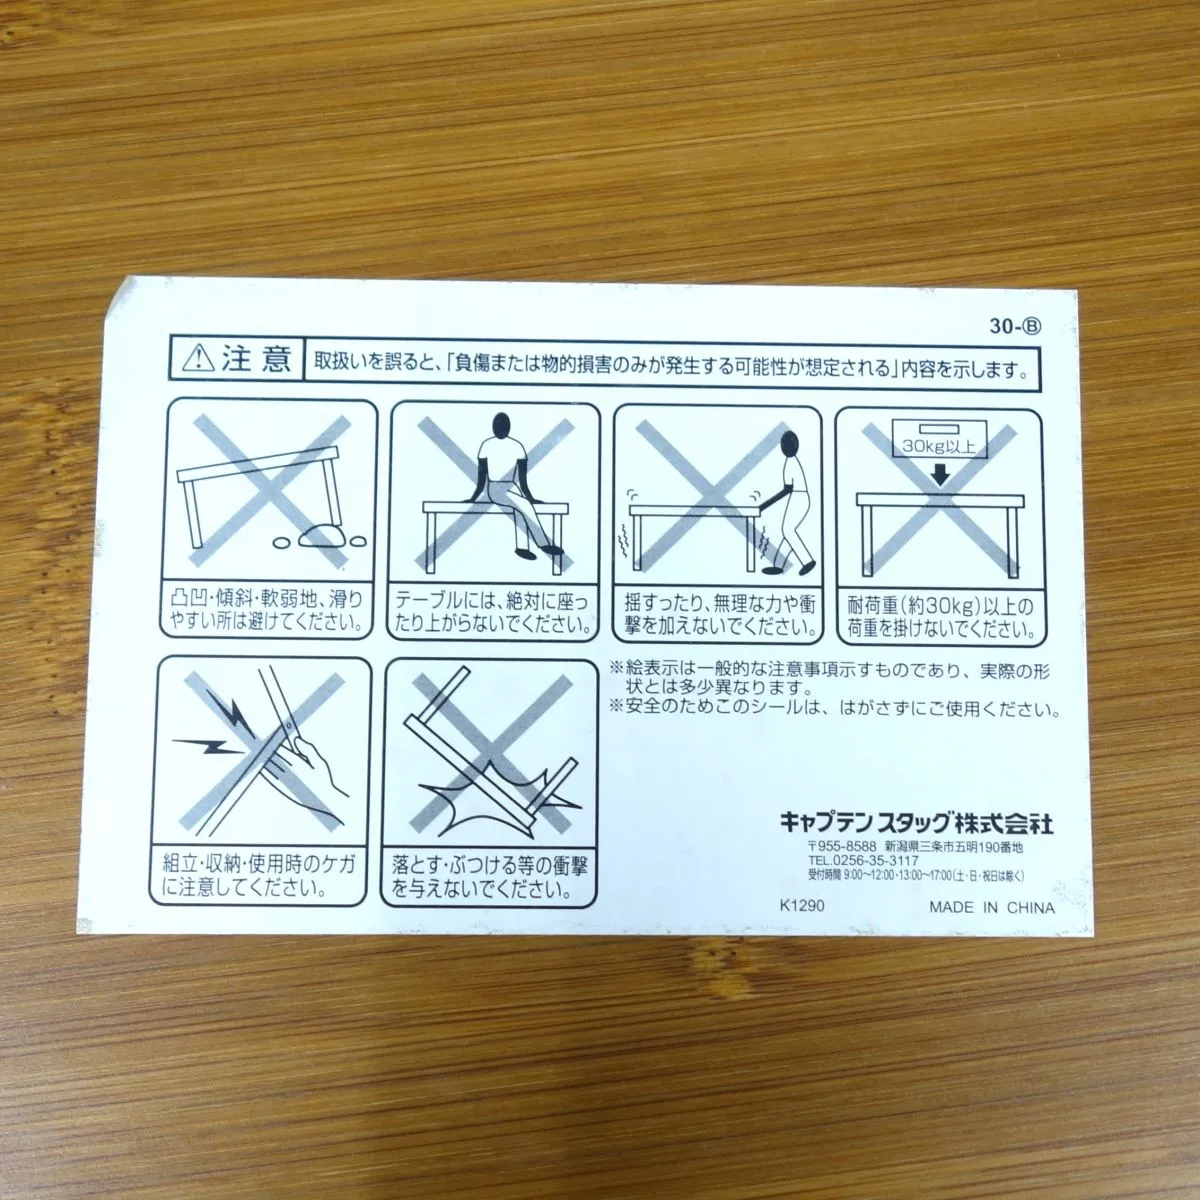 30-Ⓑ
注意
取扱いを誤ると、「負傷または物的損害のみが発生する可能性が想定される」内容を示します。
凸凹・傾斜・軟弱地、滑り
やすい所は避けてください。
テーブルには、絶対に座っ
たり上がらないでください。
揺すったり、無理な力や衝
撃を加えないでください。
30kg以上
耐荷重(約30kg)以上の
荷重を掛けないでください。
組立・収納・使用時のケガ
に注意してください。
落とす・ぶつける等の衝撃
を与えないでください。
※絵表示は一般的な注意事項示すものであり、実際の形
状とは多少異なります。
※安全のためこのシールは、はがさずにご使用ください。
キャプテンスタッグ株式会社
〒955-8588 新潟県三条市五明190番地
TEL.0256-35-3117
受付時間 9:00〜12:00・13:00〜17:00(土・日・祝日は除く)
K1290 MADE IN CHINA